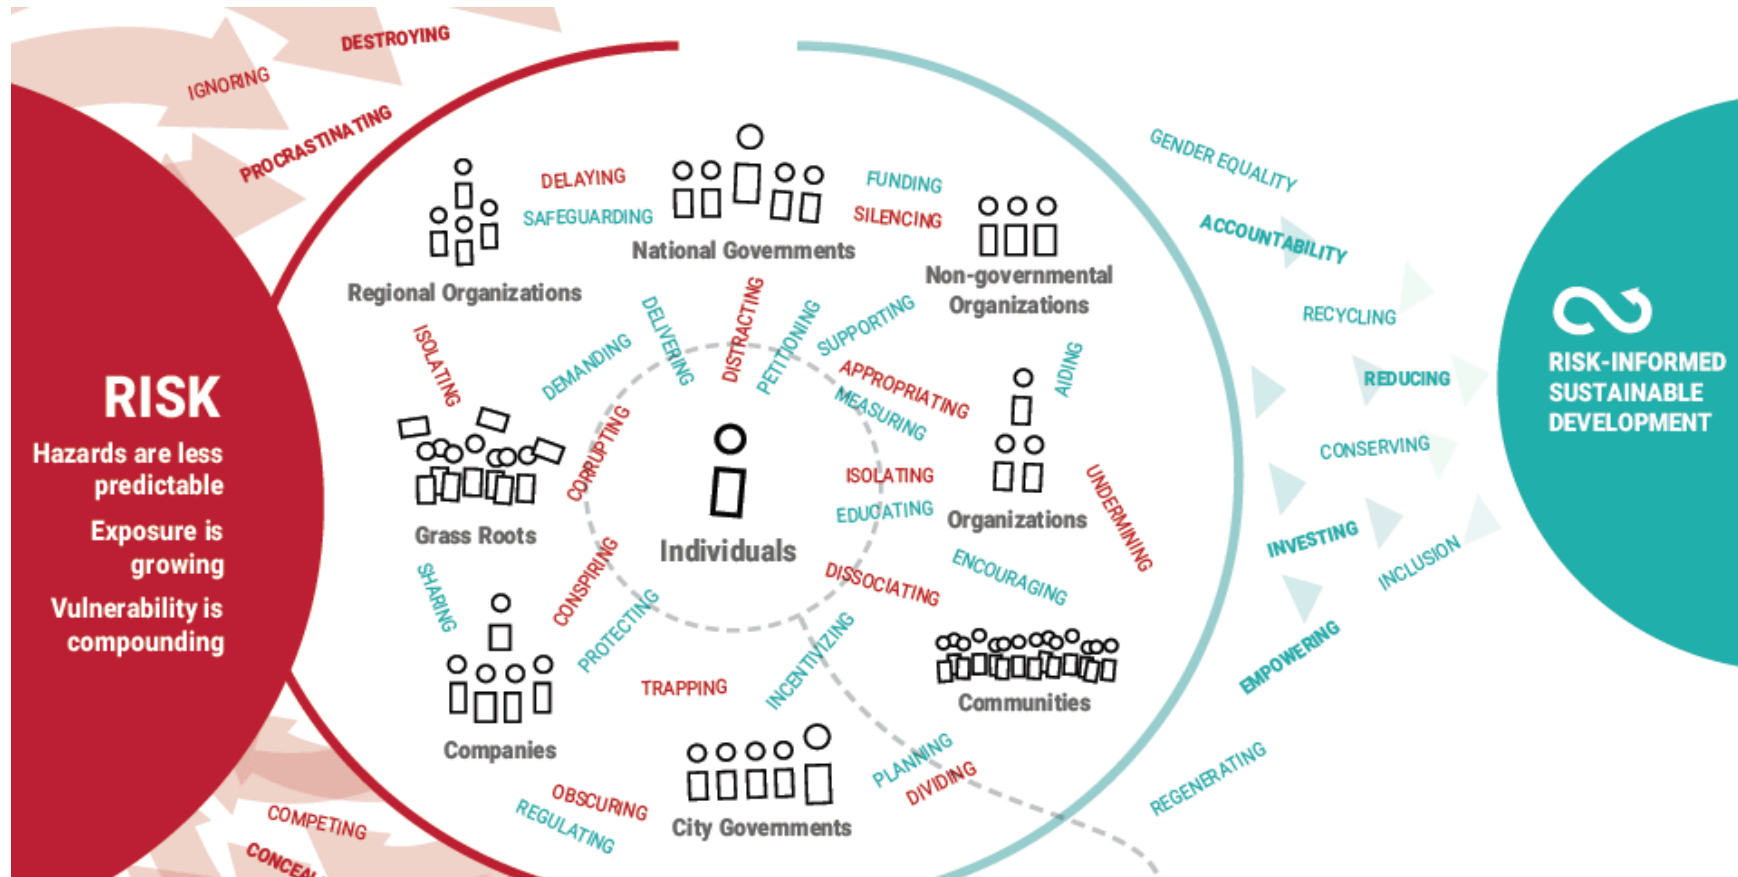 DESTROYING
IGNORING
PROCRASTINATING
DELAYING
SAFEGUARDING
FUNDING
SILENCING
National Governments
Regional Organizations
Non-governmental
Organizations
GENDER EQUALITY
ACCOUNTABILITY
RECYCLING
REDUCING
CONSERVING
INVESTING
INCLUSION
EMPOWERING
REGENERATING
ISOLATING
DEMANDING
DELIVERING
DISTRACTING
PETITIONING
SUPPORTING
APPROPRIATING
MEASURING
AIDING
CORRUPTING
ISOLATING
EDUCATING
Organizations
UNDERMINING
Grass Roots
Individuals
SHARING
CONSPIRING
PROTECTING
DISSOCIATING
ENCOURAGING
INCENTIVIZING
TRAPPING
Communities
Companies
PLANNING
DIVIDING
OBSCURING
REGULATING
City Governments
COMPETING
RISK
Hazards are less
predictable
Exposure is
growing
Vulnerability is
compounding
RISK-INFORMED
SUSTAINABLE
DEVELOPMENT